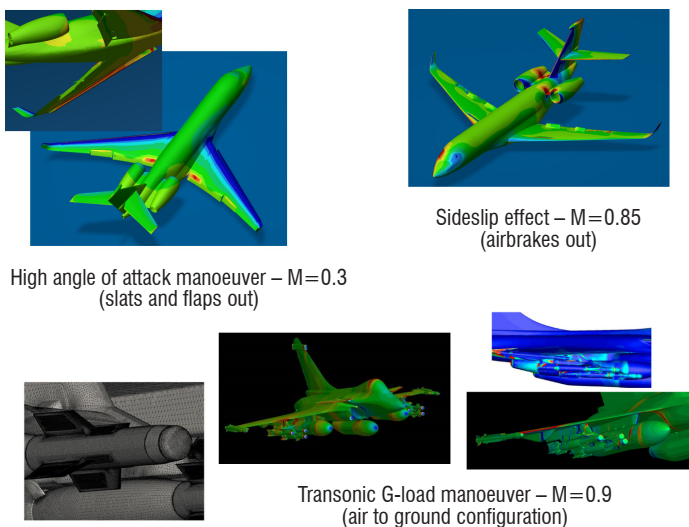 Sideslip effect – M=0.85
(airbrakes out)
High angle of attack manoeuver – M=0.3
(slats and flaps out)
Transonic G-load manoeuver – M=0.9
(air to ground configuration)